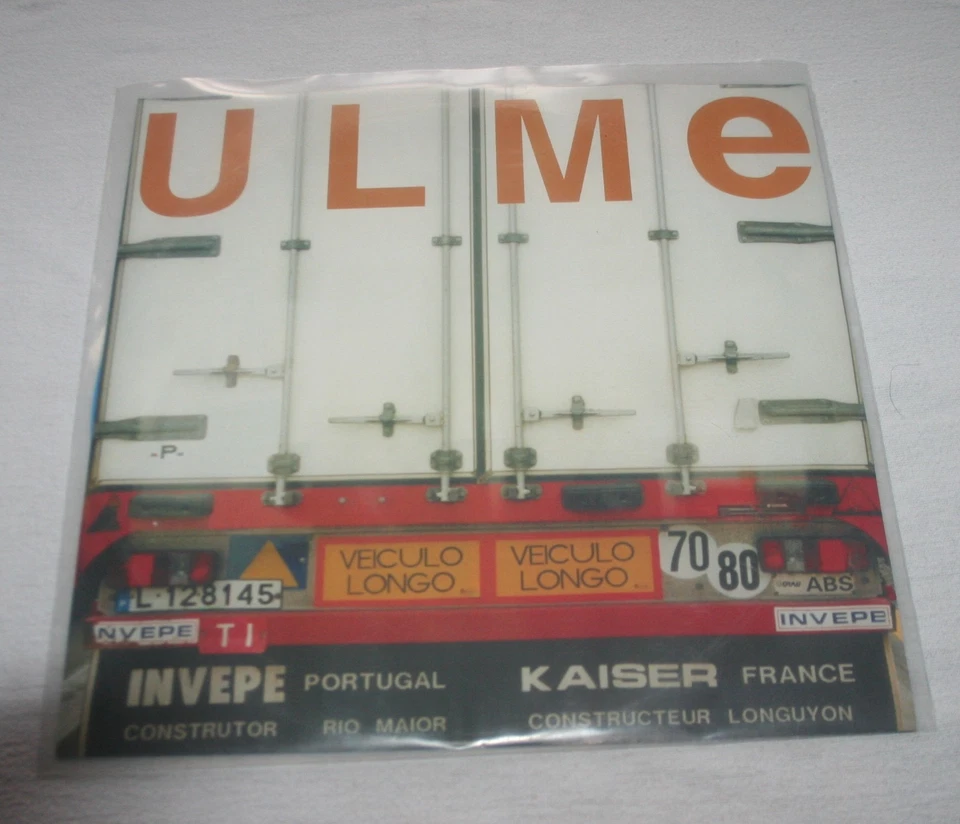 ULMe
-P-
VEICULO LONGO
VEICULO LONGO
70
80
ABS
L-128145
NVEPE
TI
INVEPE
INVEPE PORTUGAL
KAISER FRANCE
CONSTRUTOR RIO MAIOR
CONSTRUCTEUR LONGUYON